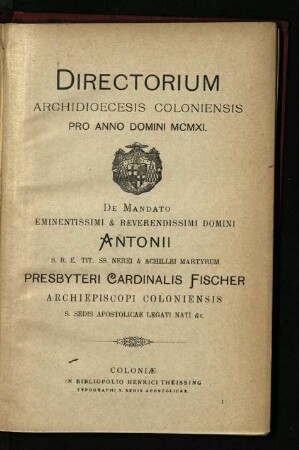 DIRECTORIUM
ARCHIDIOECESIS COLONIENSIS
PRO ANNO DOMINI MCMXI.
DE MANDATO
EMINENTISSIMI & REVERENDISSIMI DOMINI
ANTONII
S. R. E. TIT. SS. NEREI & ACHILLEI MARTYRUM
PRESBYTERI CARDINALIS FISCHER
ARCHIEPISCOPI COLONIENSIS
S. SEDIS APOSTOLICAE LEGATI NATI &c.
COLONIÆ
IN BIBLIOPOLIO HENRICI THEISSING
TYPOGRAPHI S. SEDIS APOSTOLICAE.
1